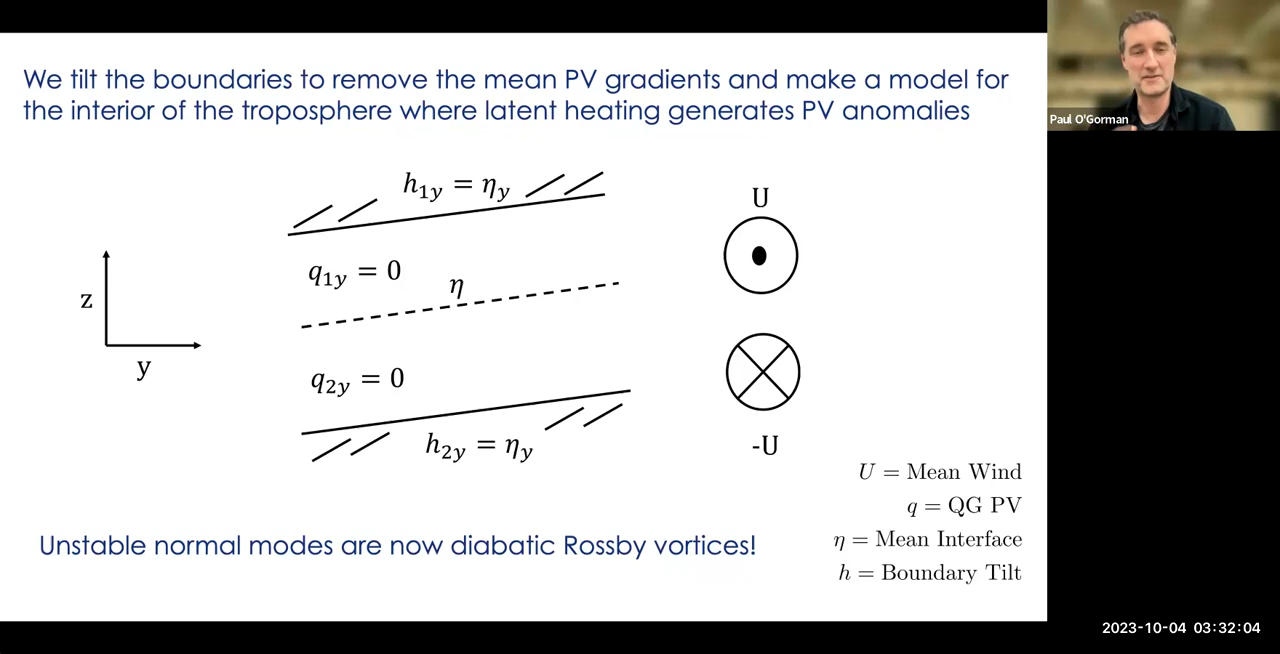 We tilt the boundaries to remove the mean PV gradients and make a model for
the interior of the troposphere where latent heating generates PV anomalies
Paul O'Gorman
h₁y = ηy
U
q₁y = 0
η
z
y
q₂y = 0
h₂y = ηy
-U
U = Mean Wind
q = QG PV
η = Mean Interface
h = Boundary Tilt
Unstable normal modes are now diabatic Rossby vortices!
2023-10-04 03:32:04